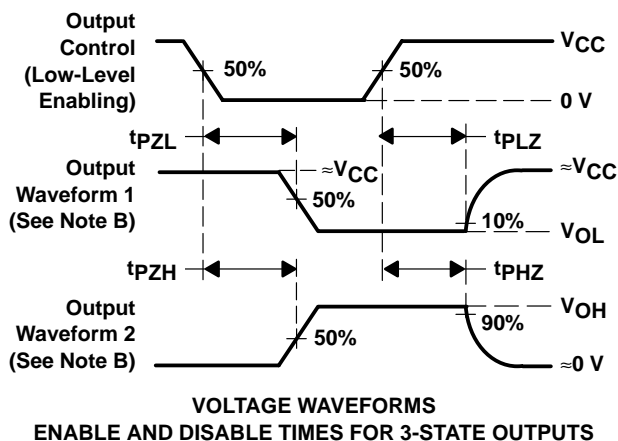 Output
Control
(Low-Level
Enabling)
50%
50%
VCC
0 V
tPZL
tPLZ
Output
Waveform 1
(See Note B)
≈VCC
50%
≈VCC
10%
VOL
tPZH
tPHZ
Output
Waveform 2
(See Note B)
50%
VOH
90%
≈0 V
VOLTAGE WAVEFORMS
ENABLE AND DISABLE TIMES FOR 3-STATE OUTPUTS